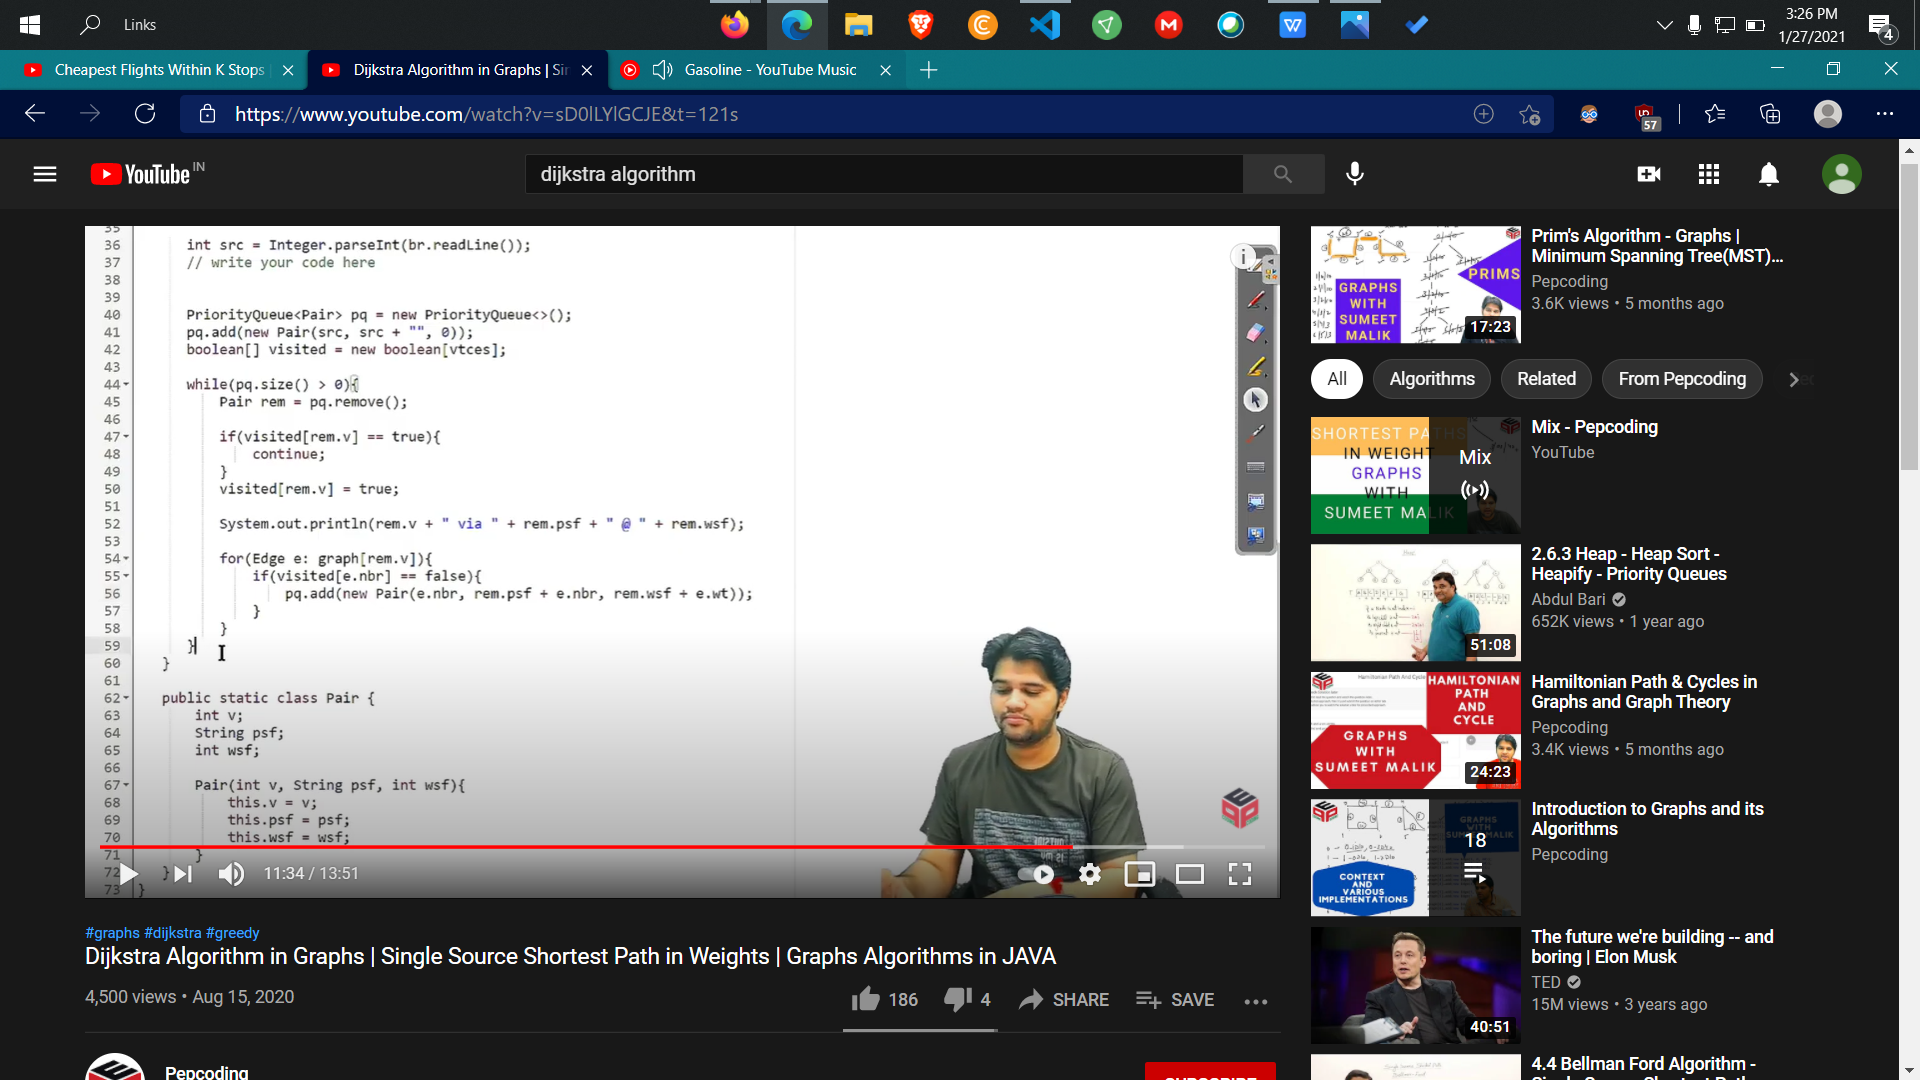 Links
3:26 PM
1/27/2021
4
Cheapest Flights Within K Stops
Dijkstra Algorithm in Graphs | Sir
Gasoline - YouTube Music
https://www.youtube.com/watch?v=sD0lLYlGCJE&t=121s
57
YouTube IN
dijkstra algorithm
35
36 int src = Integer.parseInt(br.readLine());
37 // write your code here
38
39
40 PriorityQueue<Pair> pq = new PriorityQueue<>();
41 pq.add(new Pair(src, src + "", 0));
42 boolean[] visited = new boolean[vtces];
43
44 while(pq.size() > 0){
45 Pair rem = pq.remove();
46
47 if(visited[rem.v] == true){
48 continue;
49 }
50 visited[rem.v] = true;
51
52 System.out.println(rem.v + " via " + rem.psf + " @ " + rem.wsf);
53
54 for(Edge e: graph[rem.v]){
55 if(visited[e.nbr] == false){
56 pq.add(new Pair(e.nbr, rem.psf + e.nbr, rem.wsf + e.wt));
57 }
58 }
59 }
60 }
61
62 public static class Pair {
63 int v;
64 String psf;
65 int wsf;
66
67 Pair(int v, String psf, int wsf){
68 this.v = v;
69 this.psf = psf;
70 this.wsf = wsf;
71 }
72 }
73 }
11:34 / 13:51
#graphs #dijkstra #greedy
Dijkstra Algorithm in Graphs | Single Source Shortest Path in Weights | Graphs Algorithms in JAVA
4,500 views • Aug 15, 2020
186
4
SHARE
SAVE
Pepcoding
SUBSCRIBE
PRIMS
GRAPHS
WITH
SUMEET
MALIK
17:23
Prim's Algorithm - Graphs |
Minimum Spanning Tree(MST)...
Pepcoding
3.6K views • 5 months ago
All
Algorithms
Related
From Pepcoding
SHORTEST PATHS
IN WEIGHT
GRAPHS
WITH
SUMEET MALIK
Mix
Mix - Pepcoding
YouTube
51:08
2.6.3 Heap - Heap Sort -
Heapify - Priority Queues
Abdul Bari
652K views • 1 year ago
Hamiltonian Path And Cycle
HAMILTONIAN
PATH
AND
CYCLE
GRAPHS
WITH
SUMEET MALIK
24:23
Hamiltonian Path & Cycles in
Graphs and Graph Theory
Pepcoding
3.4K views • 5 months ago
GRAPHS
WITH
SUMEET MALIK
CONTEXT
AND
VARIOUS
IMPLEMENTATIONS
18
Introduction to Graphs and its
Algorithms
Pepcoding
40:51
The future we're building -- and
boring | Elon Musk
TED
15M views • 3 years ago
4.4 Bellman Ford Algorithm -